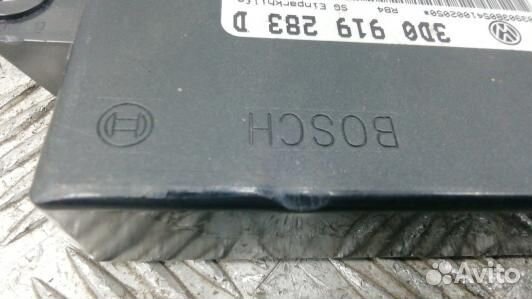 3D0 919 283 D
SG Einparkhilfe
RB4
BOSCH
Avito